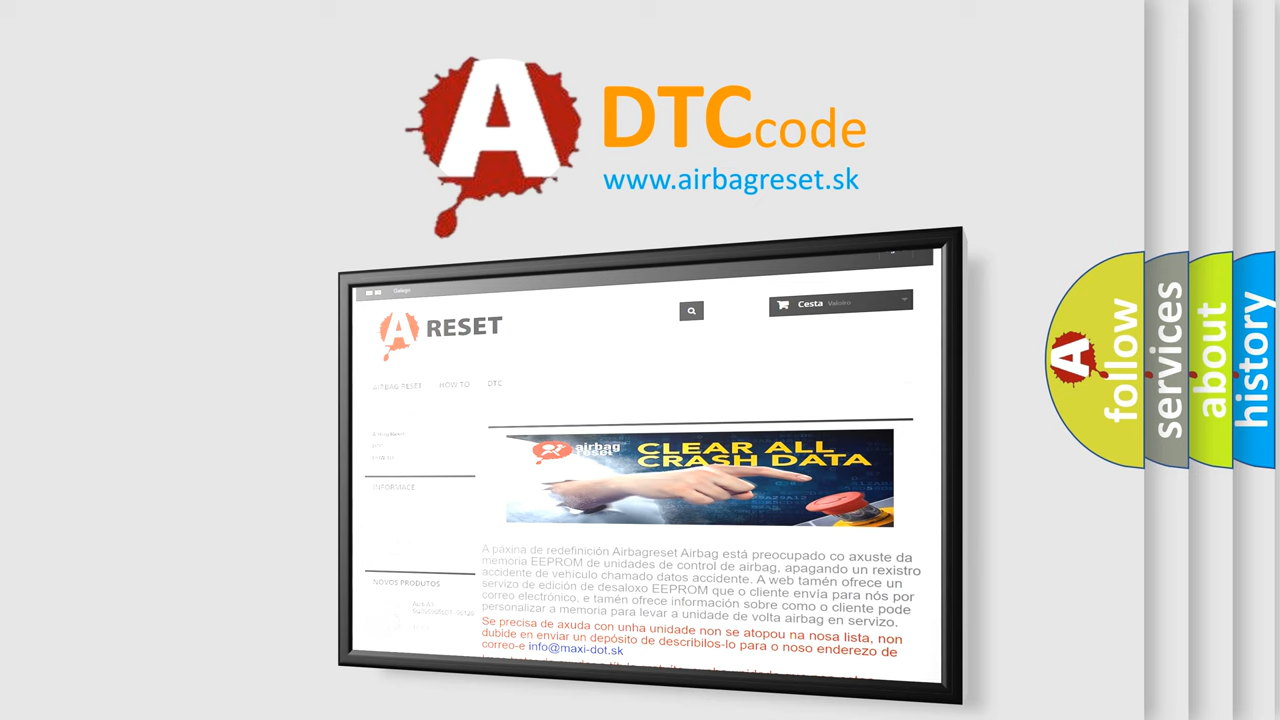 A
DTCcode
www.airbagreset.sk
Galego
A RESET
Cesta Valeiro
AIRBAG RESET HOW TO DTC
airbag
reset
CLEAR ALL
CRASH DATA
INFORMACE
A páxina de redefinición Airbagreset Airbag está preocupado co axuste da
memoria EEPROM de unidades de control de airbag, apagando un rexistro
accidente de vehículo chamado datos accidente. A web tamén ofrece un
servizo de edición de desaloxo EEPROM que o cliente envía para nós por
correo electrónico, e tamén ofrece información sobre como o cliente pode
personalizar a memoria para levar a unidade de volta airbag en servizo.
Se precisa de axuda con unha unidade non se atopou na nosa lista, non
dubide en enviar un depósito de describilos-lo para o noso enderezo de
correo-e info@maxi-dot.sk
NOVOS PRODUTOS
A
follow
services
about
history